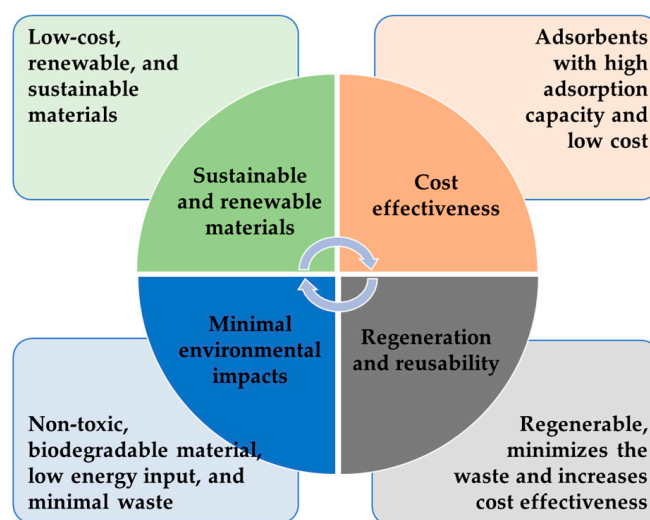 Low-cost,
renewable, and
sustainable
materials
Adsorbents
with high
adsorption
capacity and
low cost
Sustainable
and renewable
materials
Cost
effectiveness
Minimal
environmental
impacts
Regeneration
and reusability
Non-toxic,
biodegradable material,
low energy input, and
minimal waste
Regenerable,
minimizes the
waste and increases
cost effectiveness